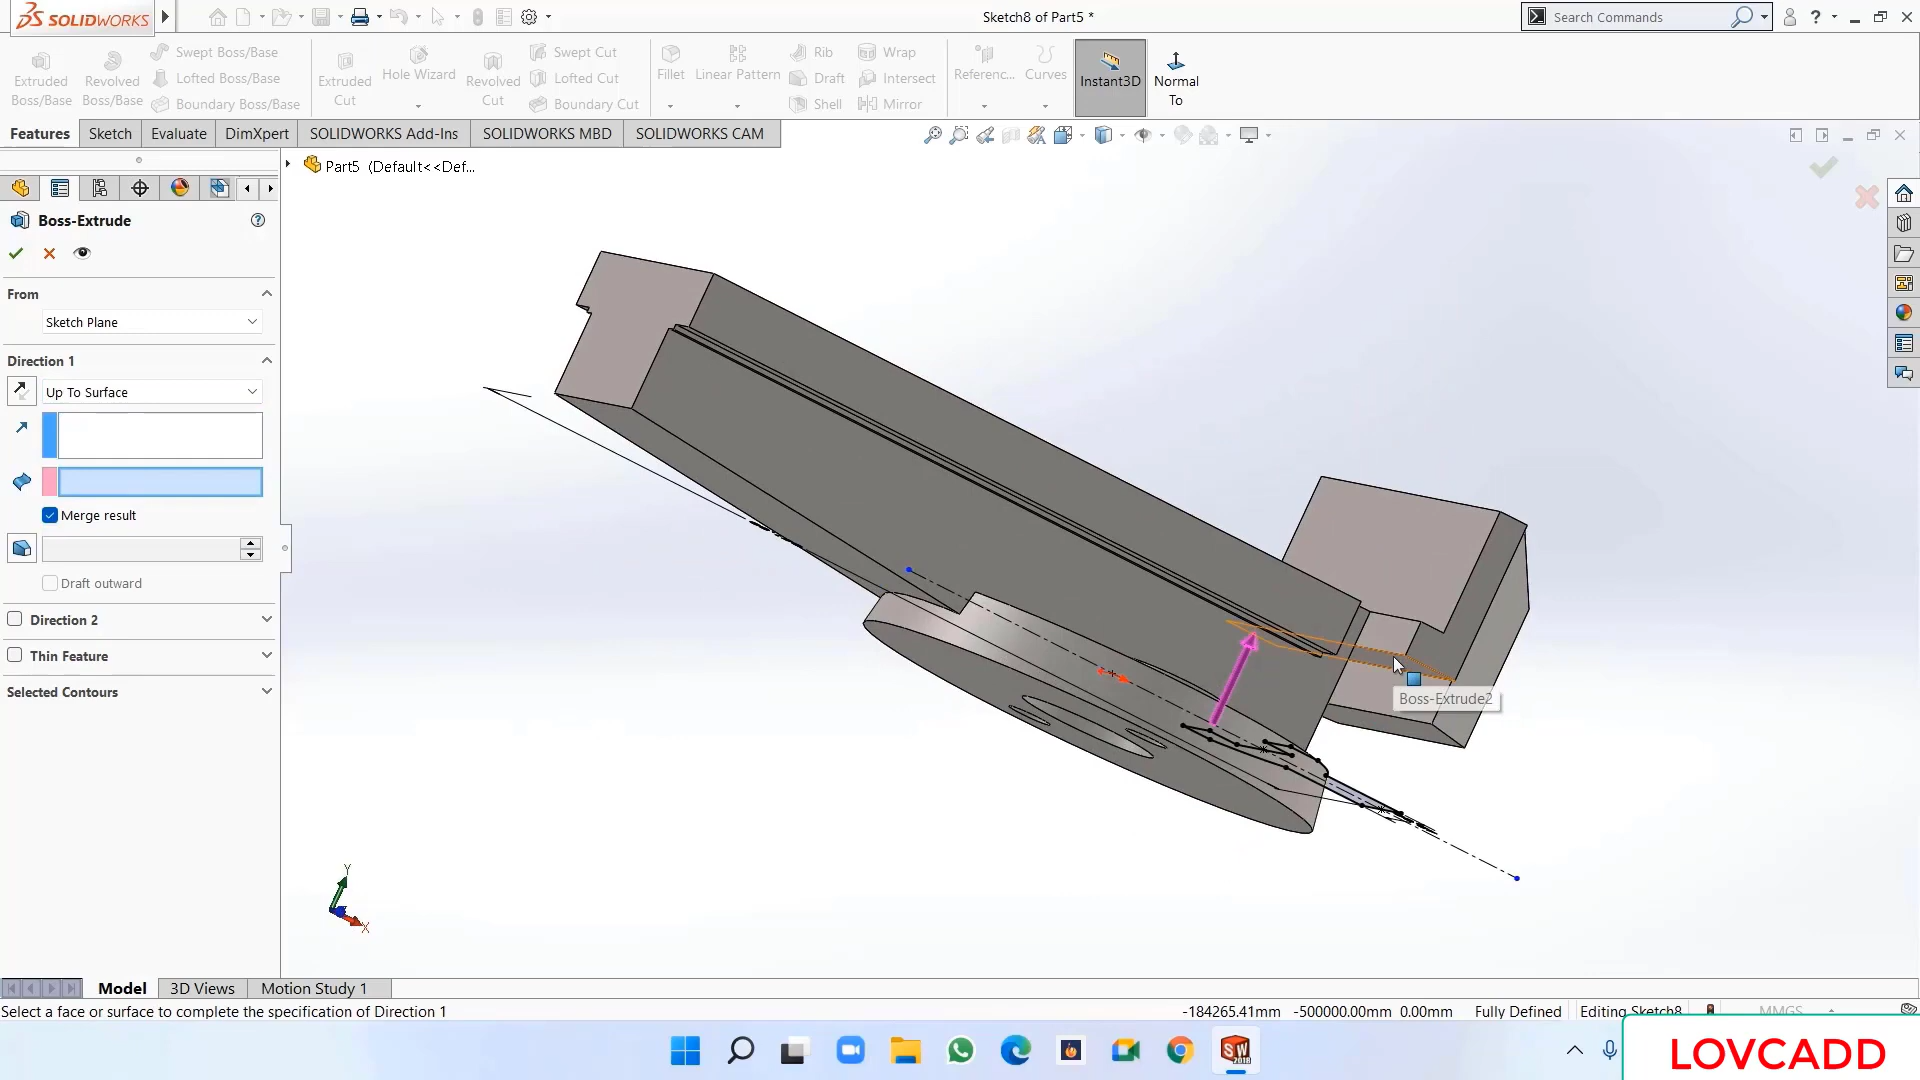 SOLIDWORKS
Sketch8 of Part5 *
Search Commands
?
Extruded Boss/Base
Revolved Boss/Base
Swept Boss/Base
Lofted Boss/Base
Boundary Boss/Base
Extruded Cut
Hole Wizard
Revolved Cut
Swept Cut
Lofted Cut
Boundary Cut
Fillet
Linear Pattern
Rib
Draft
Shell
Wrap
Intersect
Mirror
Referenc...
Curves
Instant3D
Normal To
Features
Sketch
Evaluate
DimXpert
SOLIDWORKS Add-Ins
SOLIDWORKS MBD
SOLIDWORKS CAM
Part5 (Default<<Def...
Boss-Extrude
?
From
Sketch Plane
Direction 1
Up To Surface
Merge result
Draft outward
Direction 2
Thin Feature
Selected Contours
Boss-Extrude2
Y
X
Model
3D Views
Motion Study 1
Select a face or surface to complete the specification of Direction 1
-184265.41mm -500000.00mm 0.00mm Fully Defined Editing Sketch8 MMGS
SW
2018
LOVCADD